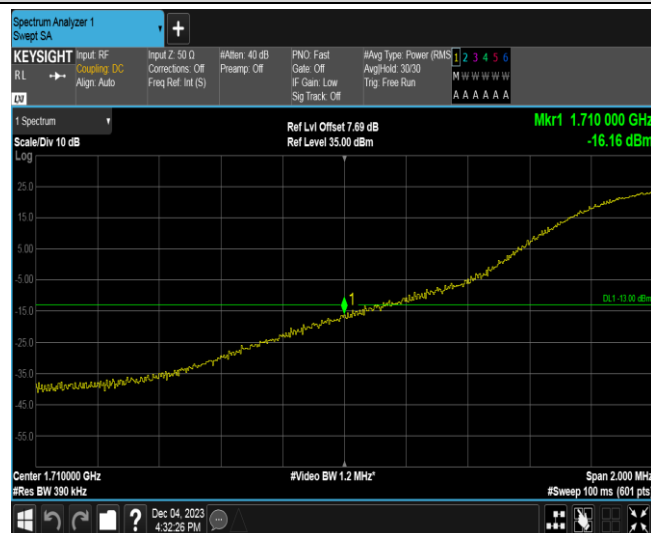 Spectrum Analyzer 1
Swept SA
KEYSIGHT
RL
Input: RF
Coupling: DC
Align: Auto
Input Z: 50 Ω
Corrections: Off
Freq Ref: Int (S)
#Atten: 40 dB
Preamp: Off
PNO: Fast
Gate: Off
IF Gain: Low
Sig Track: Off
#Avg Type: Power (RMS
Avg|Hold: 30/30
Trig: Free Run
1 2 3 4 5 6
M W W W W W
A A A A A A
1 Spectrum
Scale/Div 10 dB
Ref Lvl Offset 7.69 dB
Ref Level 35.00 dBm
Mkr1 1.710 000 GHz
-16.16 dBm
Log
25.0
15.0
5.00
-5.00
1
DL1 -13.00 dBm
-15.0
-25.0
-35.0
-45.0
-55.0
Center 1.710000 GHz
#Video BW 1.2 MHz*
Span 2.000 MHz
#Res BW 390 kHz
#Sweep 100 ms (601 pts)
Dec 04, 2023
4:32:26 PM